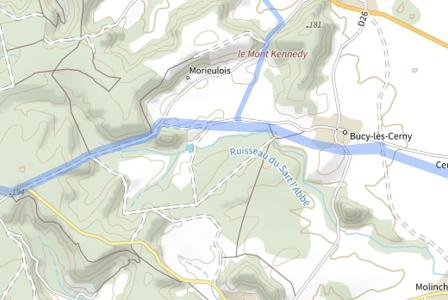 181
D26
le Mont Kennedy
Morieulois
Bucy-lès-Cerny
Ruisseau du Sart l'Abbé
Cer
194
Molinch